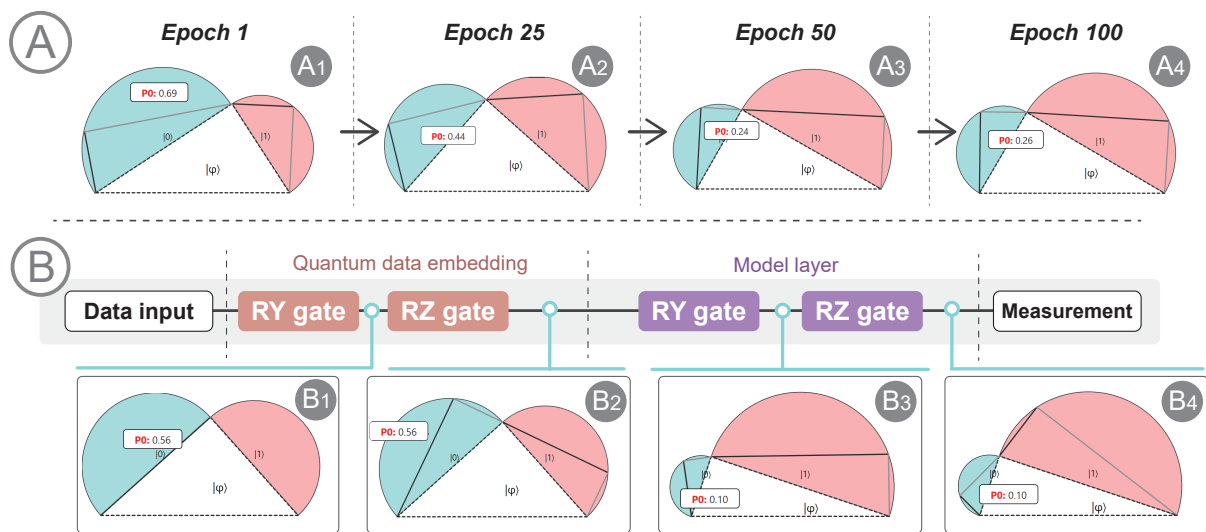 A
Epoch 1
Epoch 25
Epoch 50
Epoch 100
A1
A2
A3
A4
P0: 0.69
|0⟩
|1⟩
|φ⟩
P0: 0.44
|1⟩
|φ⟩
P0: 0.24
|1⟩
|φ⟩
P0: 0.26
|1⟩
|φ⟩
B
Quantum data embedding
Model layer
Data input
RY gate
RZ gate
RY gate
RZ gate
Measurement
B1
B2
B3
B4
P0: 0.56
|0⟩
|1⟩
|φ⟩
P0: 0.56
|0⟩
|1⟩
|φ⟩
|0⟩
|1⟩
P0: 0.10
|φ⟩
|0⟩
|1⟩
P0: 0.10
|φ⟩